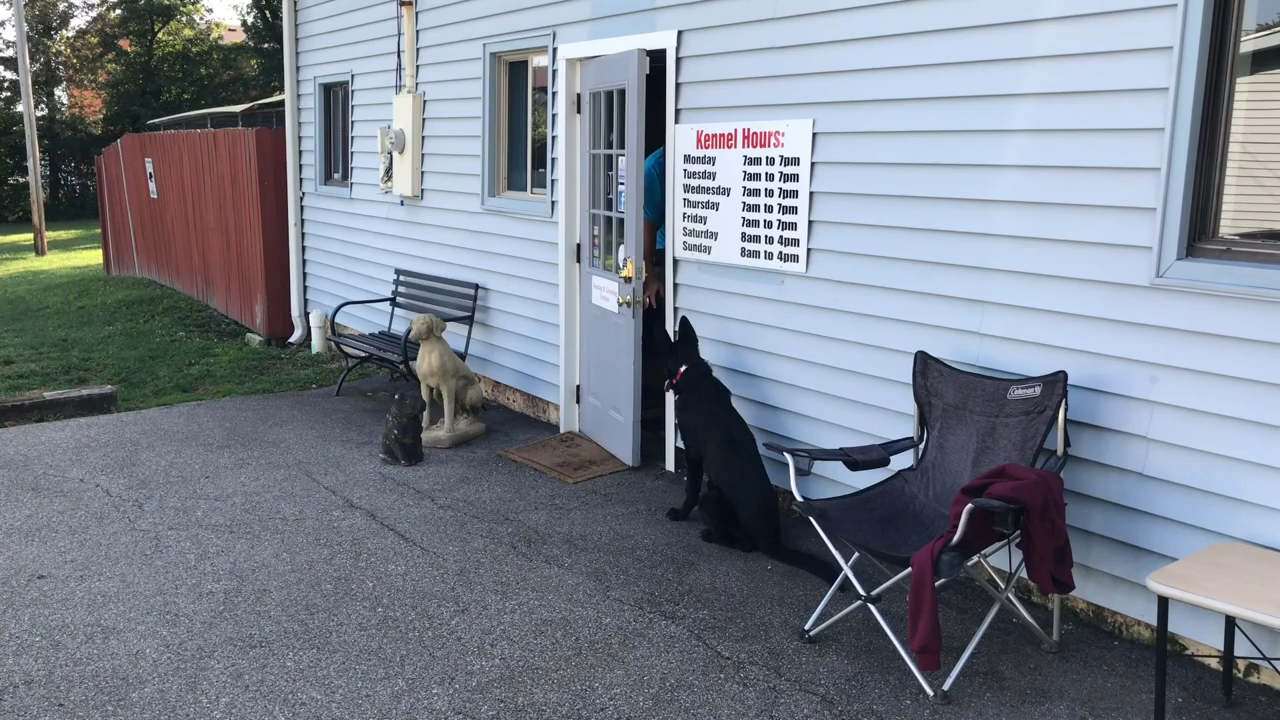 Kennel Hours:
Monday 7am to 7pm
Tuesday 7am to 7pm
Wednesday 7am to 7pm
Thursday 7am to 7pm
Friday 7am to 7pm
Saturday 8am to 4pm
Sunday 8am to 4pm
Coleman